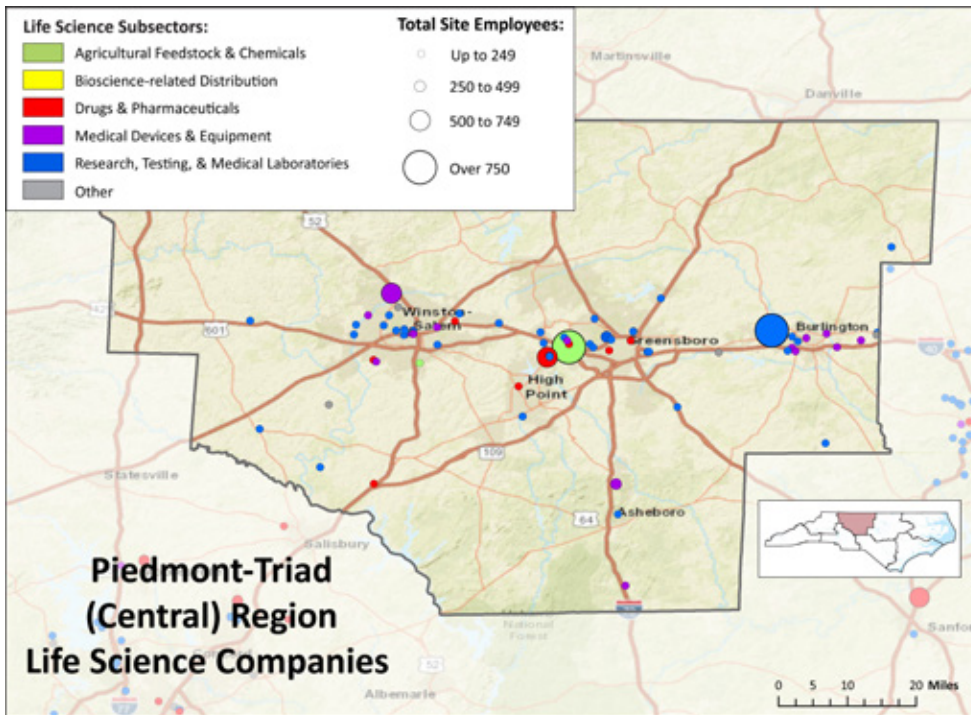 Life Science Subsectors:
Agricultural Feedstock & Chemicals
Bioscience-related Distribution
Drugs & Pharmaceuticals
Medical Devices & Equipment
Research, Testing, & Medical Laboratories
Other
Total Site Employees:
Up to 249
250 to 499
500 to 749
Over 750
Martinsville
Danville
52
601
Winston-
Salem
Greensboro
Burlington
High
Point
109
Statesville
64
Asheboro
Salisbury
Piedmont-Triad
(Central) Region
Life Science Companies
National
Forest
Sanford
52
Albemarle
77
0 5 10 20 Miles